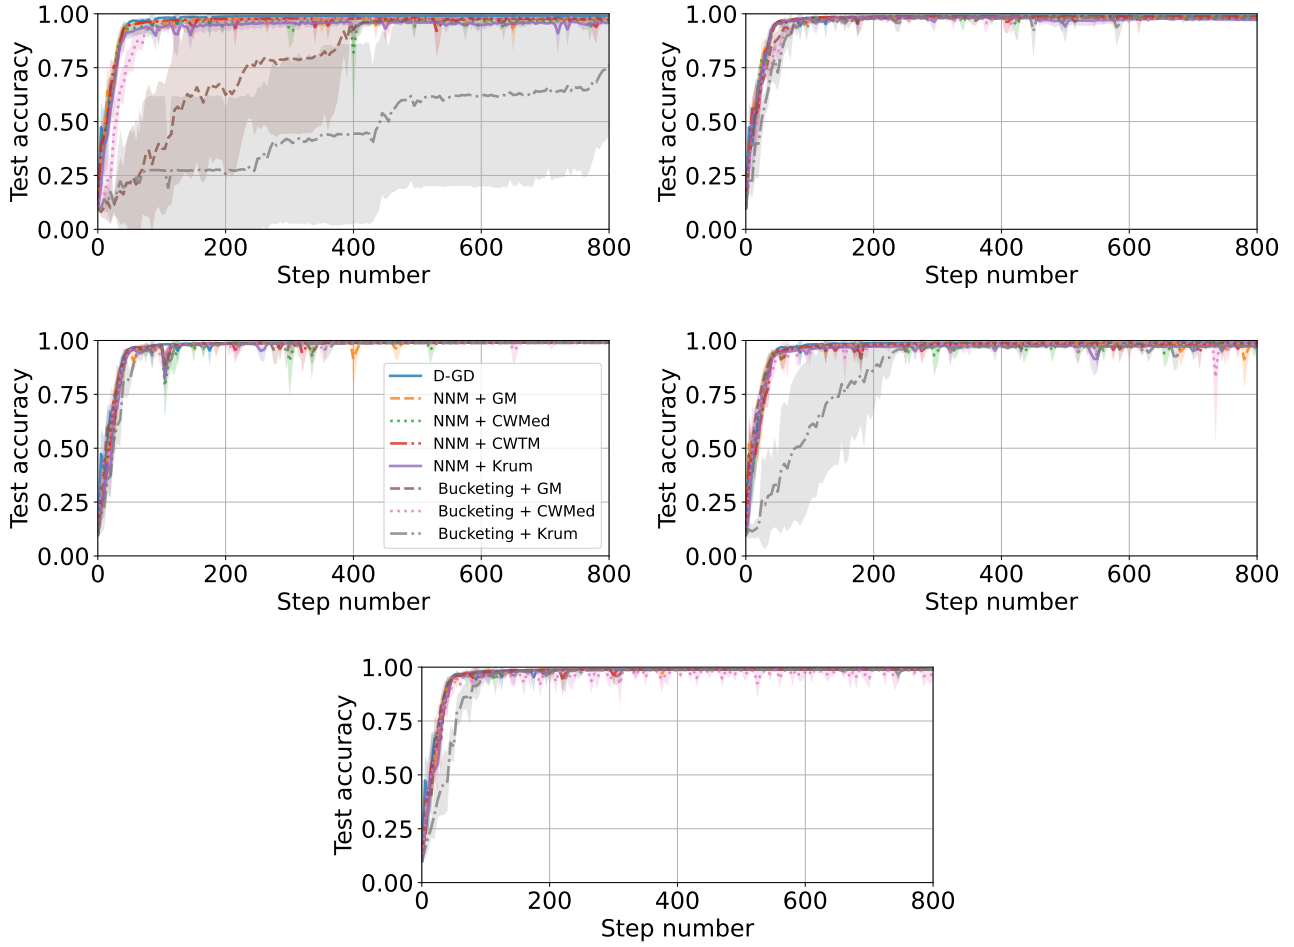 1.00
0.75
0.50
0.25
0.00
Test accuracy
0 200 400 600 800
Step number
1.00
0.75
0.50
0.25
0.00
Test accuracy
0 200 400 600 800
Step number
1.00
0.75
0.50
0.25
0.00
Test accuracy
D-GD
NNM + GM
NNM + CWMed
NNM + CWTM
NNM + Krum
Bucketing + GM
Bucketing + CWMed
Bucketing + Krum
0 200 400 600 800
Step number
1.00
0.75
0.50
0.25
0.00
Test accuracy
0 200 400 600 800
Step number
1.00
0.75
0.50
0.25
0.00
Test accuracy
0 200 400 600 800
Step number